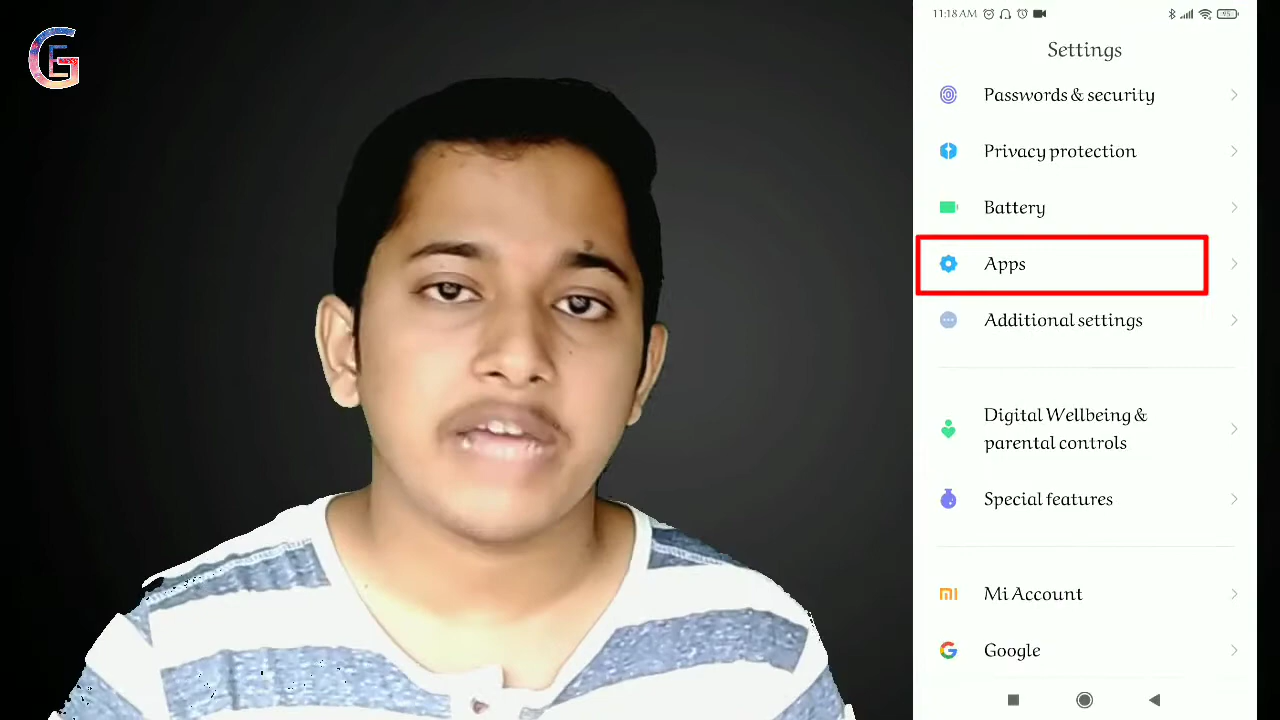 11:18 AM
95
Settings
Passwords & security
Privacy protection
Battery
Apps
Additional settings
Digital Wellbeing &
parental controls
Special features
Mi Account
Google